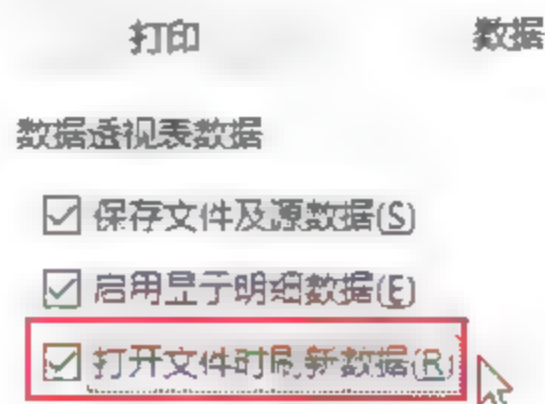 打印 数据
数据透视表数据
保存文件及源数据(S)
启用显示明细数据(E)
打开文件时刷新数据(R)